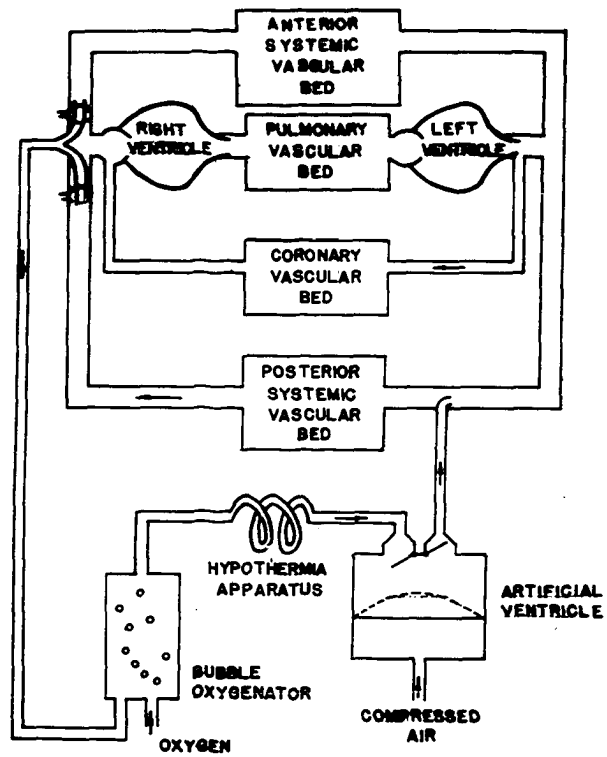 ANTERIOR
SYSTEMIC
VASCULAR
BED
RIGHT
VENTRICLE
PULMONARY
VASCULAR
BED
LEFT
VENTRICLE
CORONARY
VASCULAR
BED
POSTERIOR
SYSTEMIC
VASCULAR
BED
HYPOTHERMIA
APPARATUS
ARTIFICIAL
VENTRICLE
BUBBLE
OXYGENATOR
OXYGEN
COMPRESSED
AIR